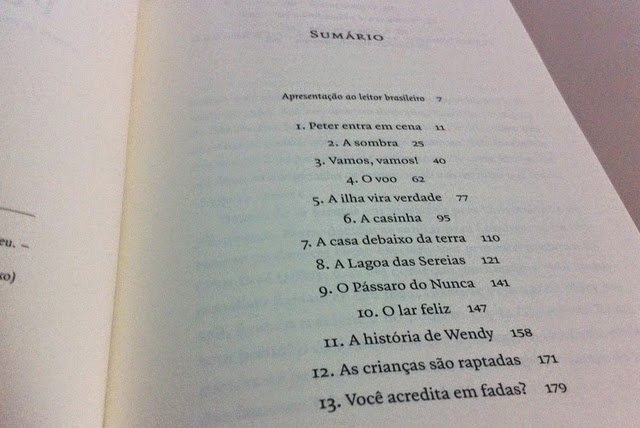 SUMÁRIO
Apresentação ao leitor brasileiro 7
1. Peter entra em cena 11
2. A sombra 25
3. Vamos, vamos! 40
4. O voo 62
5. A ilha vira verdade 77
6. A casinha 95
7. A casa debaixo da terra 110
8. A Lagoa das Sereias 121
9. O Pássaro do Nunca 141
10. O lar feliz 147
11. A história de Wendy 158
12. As crianças são raptadas 171
13. Você acredita em fadas? 179